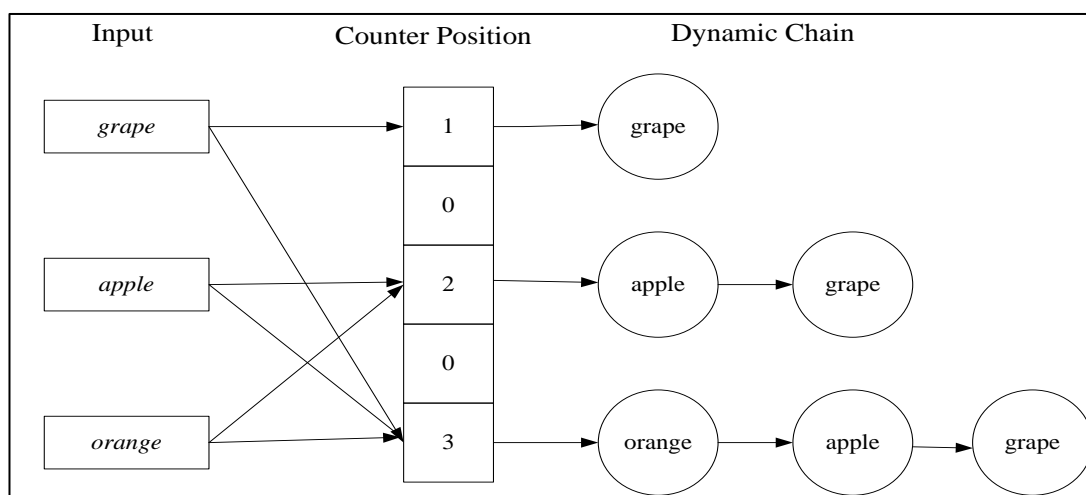 Input Counter Position Dynamic Chain
grape 1 grape
0
apple 2 apple grape
0
orange 3 orange apple grape